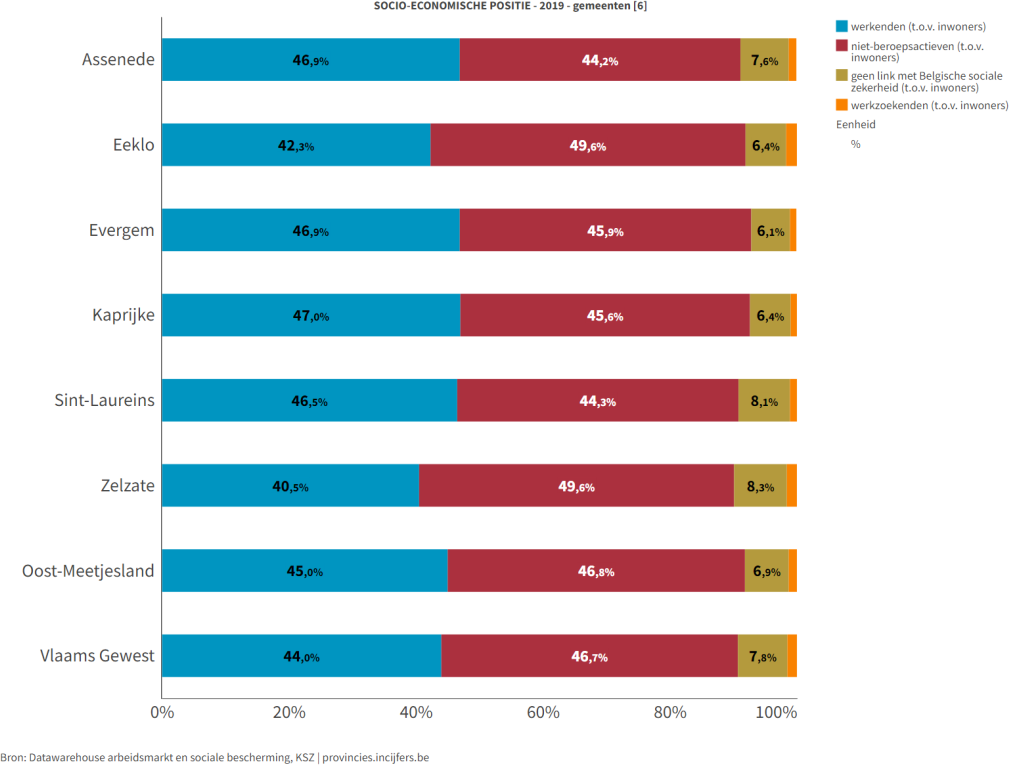 SOCIO-ECONOMISCHE POSITIE - 2019 - gemeenten [6]
werkenden (t.o.v. inwoners)
niet-beroepsactieven (t.o.v.
inwoners)
geen link met Belgische sociale
zekerheid (t.o.v. inwoners)
werkzoekenden (t.o.v. inwoners)
Eenheid
%
Assenede 46,9% 44,2% 7,6%
Eeklo 42,3% 49,6% 6,4%
Evergem 46,9% 45,9% 6,1%
Kaprijke 47,0% 45,6% 6,4%
Sint-Laureins 46,5% 44,3% 8,1%
Zelzate 40,5% 49,6% 8,3%
Oost-Meetjesland 45,0% 46,8% 6,9%
Vlaams Gewest 44,0% 46,7% 7,8%
0% 20% 40% 60% 80% 100%
Bron: Datawarehouse arbeidsmarkt en sociale bescherming, KSZ | provincies.incijfers.be